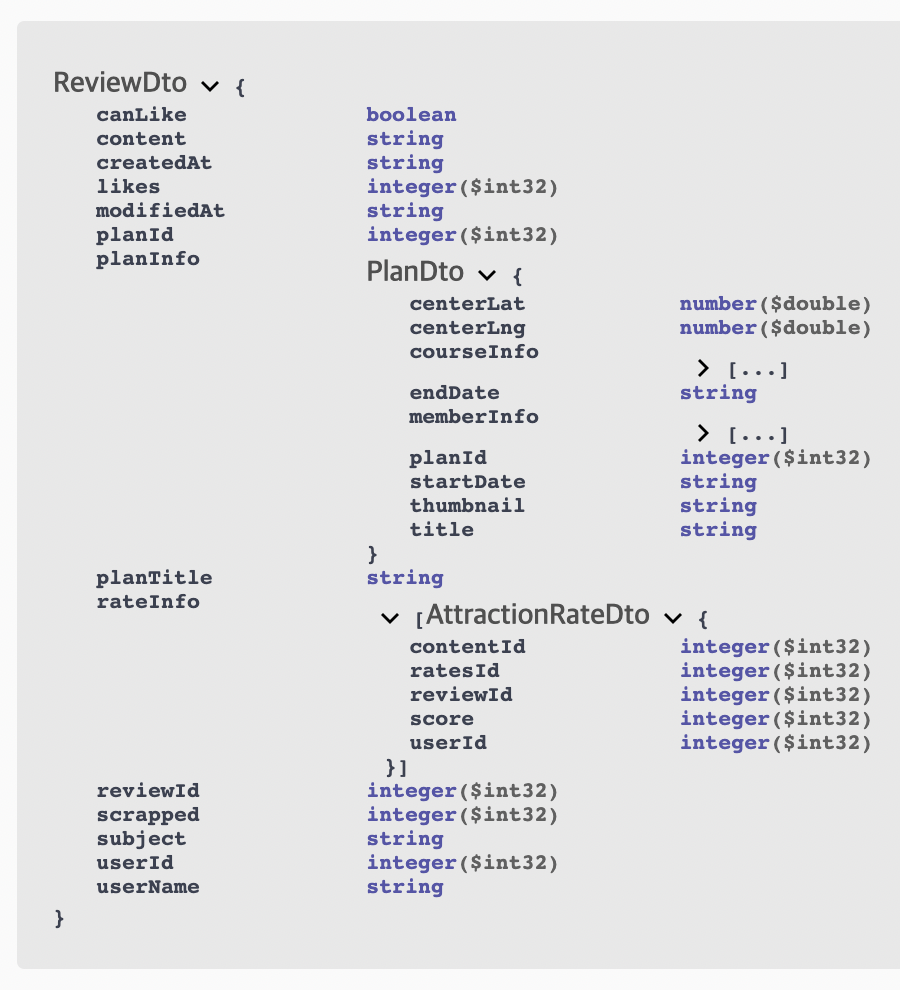 ReviewDto {
canLike boolean
content string
createdAt string
likes integer($int32)
modifiedAt string
planId integer($int32)
planInfo
PlanDto {
centerLat number($double)
centerLng number($double)
courseInfo
[...]
endDate string
memberInfo
[...]
planId integer($int32)
startDate string
thumbnail string
title string
}
planTitle string
rateInfo
[AttractionRateDto {
contentId integer($int32)
ratesId integer($int32)
reviewId integer($int32)
score integer($int32)
userId integer($int32)
}]
reviewId integer($int32)
scrapped integer($int32)
subject string
userId integer($int32)
userName string
}